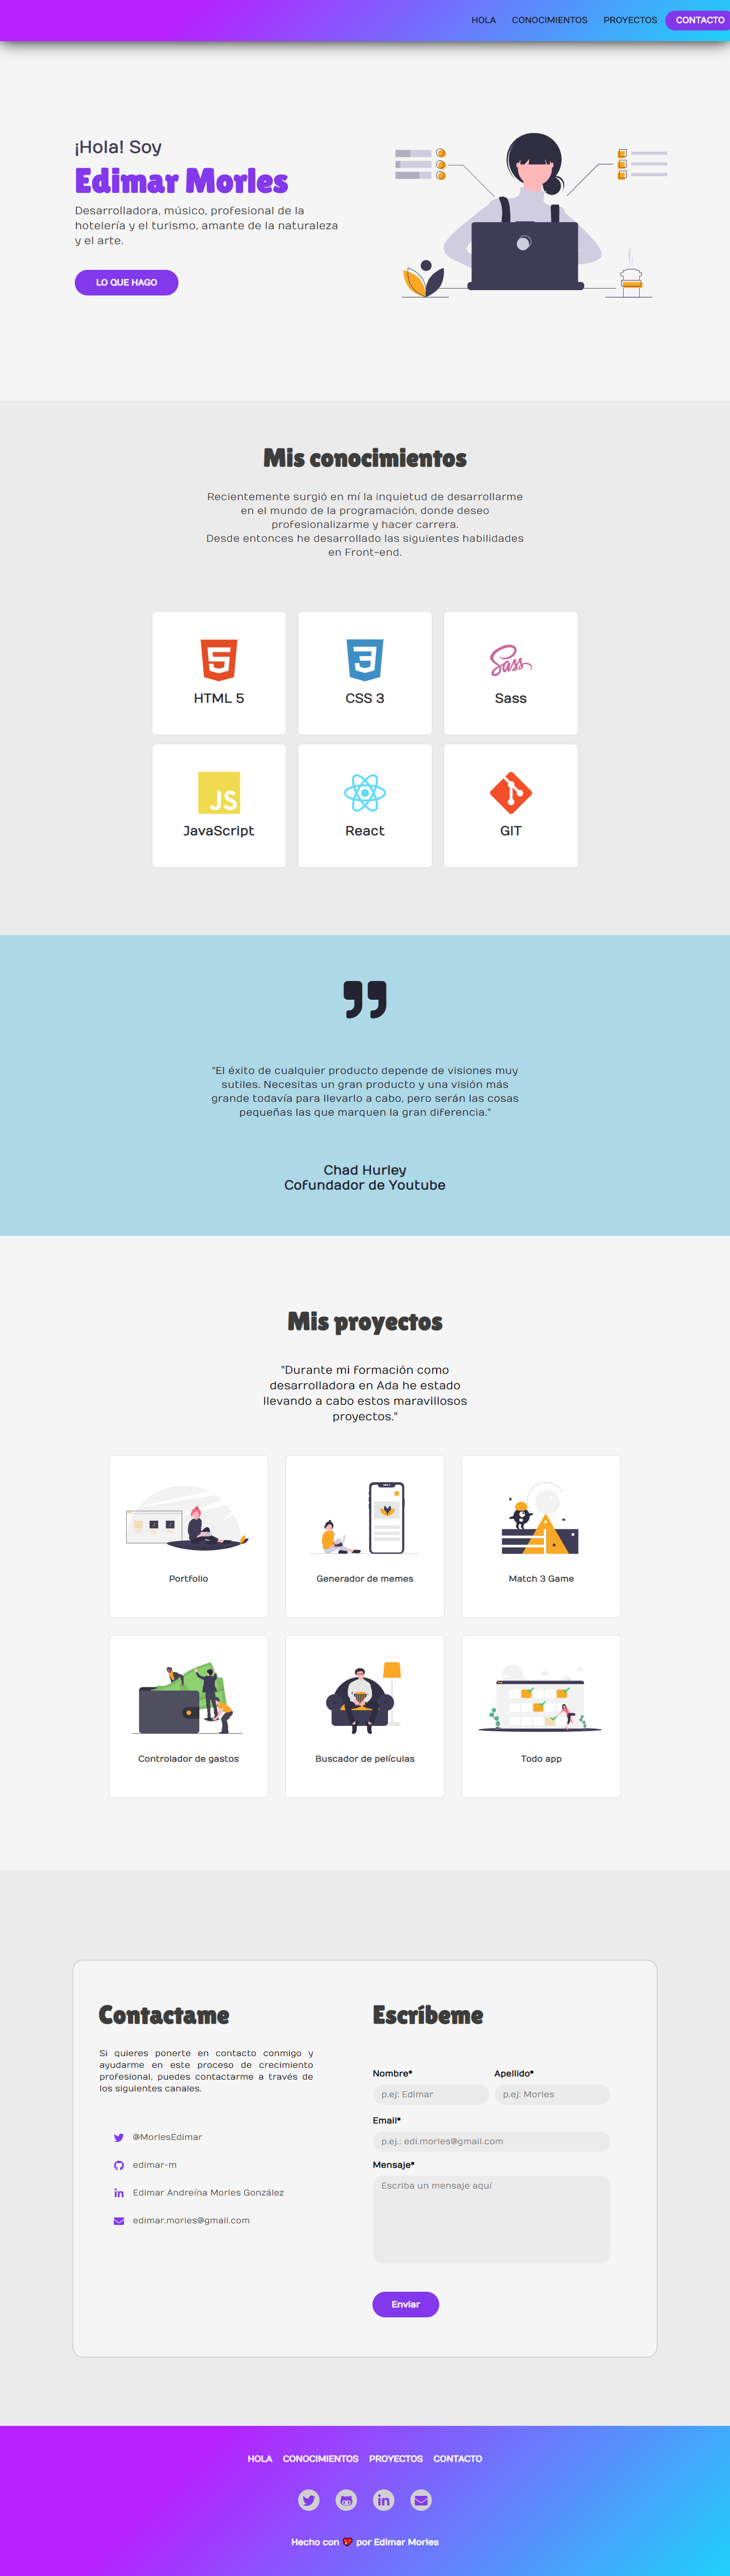 HOLA CONOCIMIENTOS PROYECTOS CONTACTO
¡Hola! Soy
Edimar Morles
Desarrolladora, músico, profesional de la
hotelería y el turismo, amante de la naturaleza
y el arte.
LO QUE HAGO
Mis conocimientos
Recientemente surgió en mí la inquietud de desarrollarme
en el mundo de la programación, donde deseo
profesionalizarme y hacer carrera.
Desde entonces he desarrollado las siguientes habilidades
en Front-end.
HTML 5 CSS 3 Sass
JS
JavaScript React GIT
"El éxito de cualquier producto depende de visiones muy
sutiles. Necesitas un gran producto y una visión más
grande todavía para llevarlo a cabo, pero serán las cosas
pequeñas las que marquen la gran diferencia."
Chad Hurley
Cofundador de Youtube
Mis proyectos
"Durante mi formación como
desarrolladora en Ada he estado
llevando a cabo estos maravillosos
proyectos."
Portfolio Generador de memes Match 3 Game
Controlador de gastos Buscador de películas Todo app
Contactame
Si quieres ponerte en contacto conmigo y
ayudarme en este proceso de crecimiento
profesional, puedes contactarme a través de
los siguientes canales.
@MorlesEdimar
edimar-m
Edimar Andreína Morles González
edimar.morles@gmail.com
Escríbeme
Nombre* Apellido*
p.ej: Edimar p.ej: Morles
Email*
p.ej.: edi.morles@gmail.com
Mensaje*
Escriba un mensaje aquí
Enviar
HOLA CONOCIMIENTOS PROYECTOS CONTACTO
Hecho con por Edimar Morles